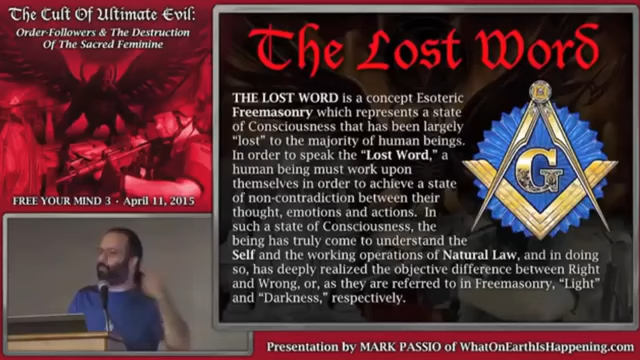 The Cult Of Ultimate Evil:
Order-Followers & The Destruction
Of The Sacred Feminine
FREE YOUR MIND 3 · April 11, 2015
The Lost Word
THE LOST WORD is a concept Esoteric
Freemasonry which represents a state
of Consciousness that has been largely
“lost” to the majority of human beings.
In order to speak the “Lost Word,” a
human being must work upon
themselves in order to achieve a state
of non-contradiction between their
thought, emotions and actions. In
such a state of Consciousness, the
being has truly come to understand the
Self and the working operations of Natural Law, and in doing
so, has deeply realized the objective difference between Right
and Wrong, or, as they are referred to in Freemasonry, “Light”
and “Darkness,” respectively.
G
Presentation by MARK PASSIO of WhatOnEarthIsHappening.com